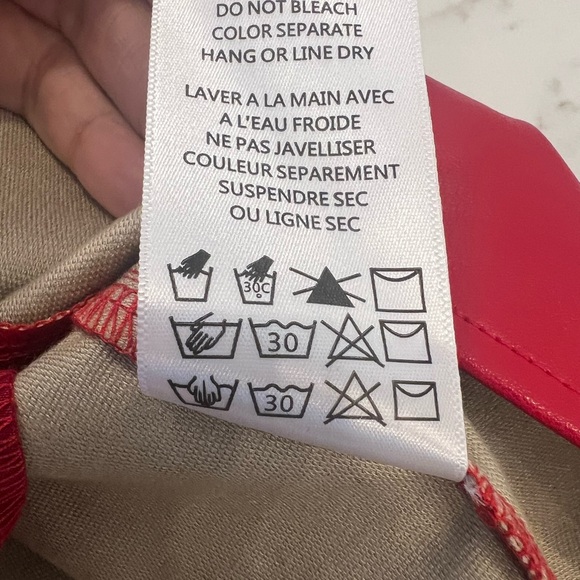 DO NOT BLEACH
COLOR SEPARATE
HANG OR LINE DRY
LAVER A LA MAIN AVEC
A L'EAU FROIDE
NE PAS JAVELLISER
COULEUR SEPAREMENT
SUSPENDRE SEC
OU LIGNE SEC
30C
30
30